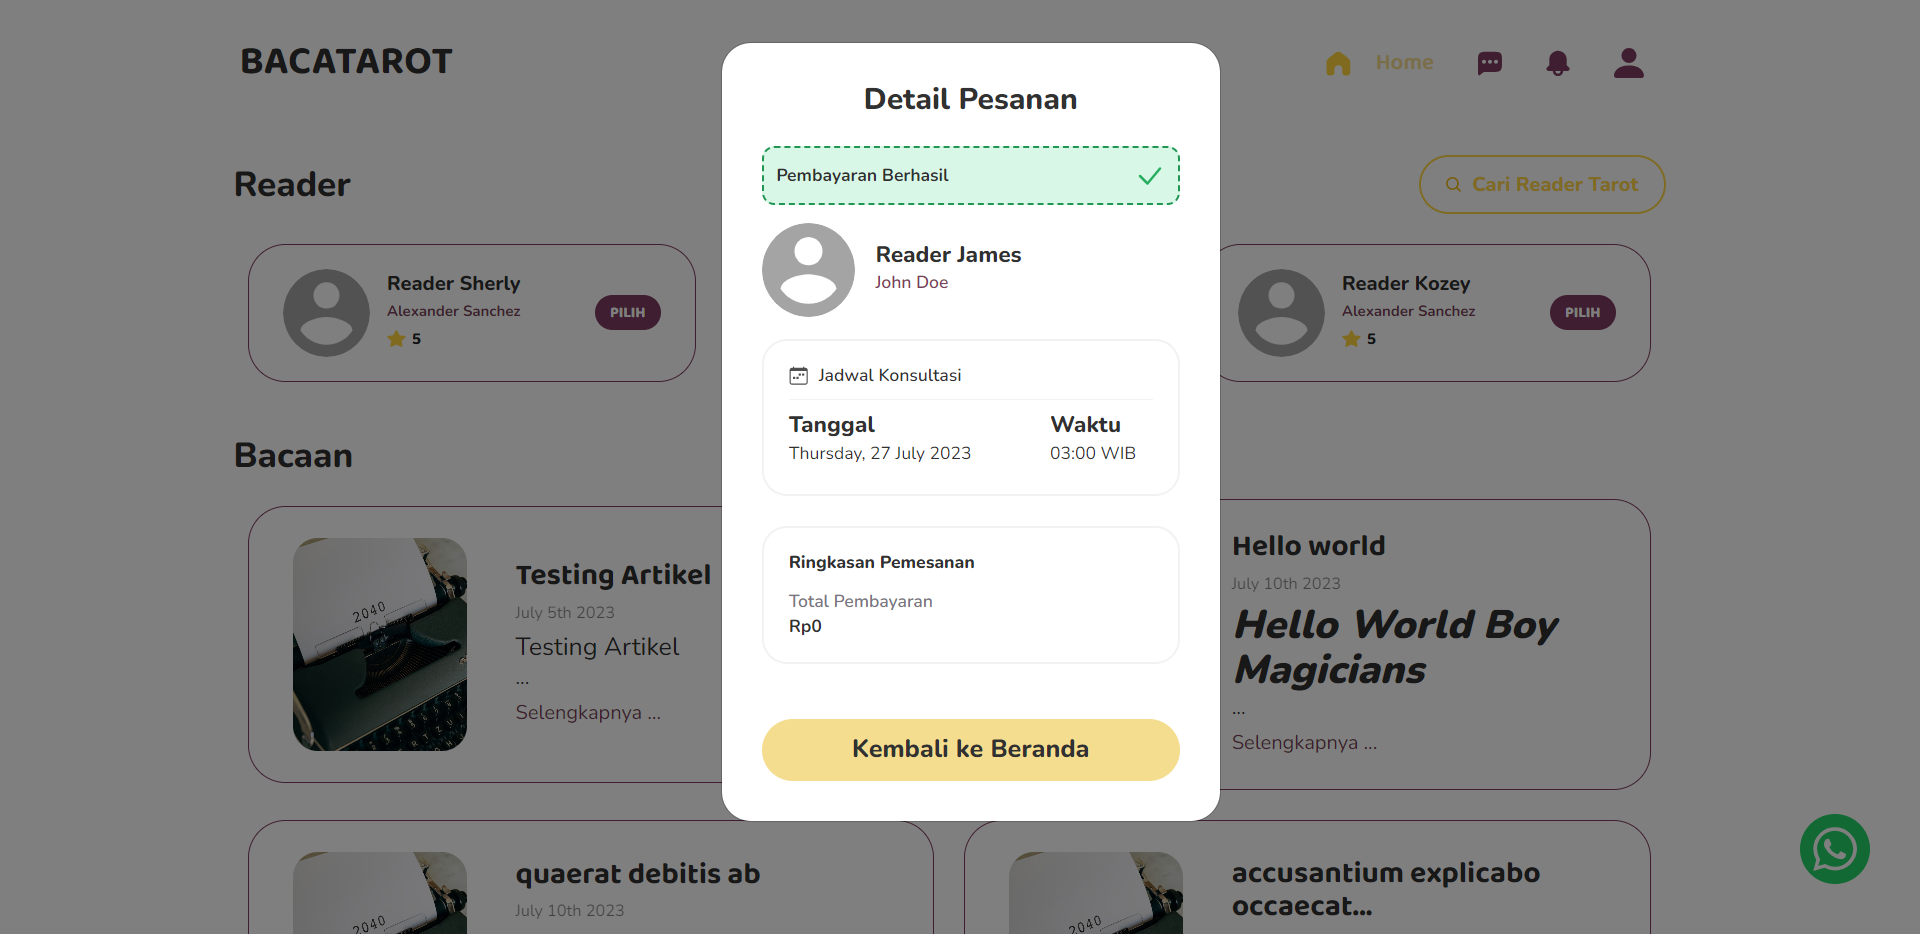 BACATAROT
Home
Reader
Cari Reader Tarot
Reader Sherly
Alexander Sanchez
5
PILIH
Reader Kozey
Alexander Sanchez
5
PILIH
Bacaan
2040
Testing Artikel
July 5th 2023
Testing Artikel
...
Selengkapnya ...
Hello world
July 10th 2023
Hello World Boy
Magicians
...
Selengkapnya ...
2040
quaerat debitis ab
July 10th 2023
2040
accusantium explicabo
occaecat...
Detail Pesanan
Pembayaran Berhasil
Reader James
John Doe
Jadwal Konsultasi
Tanggal
Thursday, 27 July 2023
Waktu
03:00 WIB
Ringkasan Pemesanan
Total Pembayaran
Rp0
Kembali ke Beranda